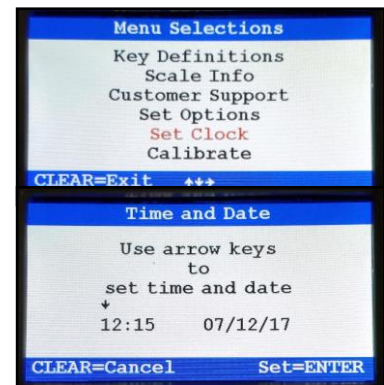 Menu Selections
Key Definitions
Scale Info
Customer Support
Set Options
Set Clock
Calibrate
CLEAR=Exit
Time and Date
Use arrow keys
to
set time and date
12:15 07/12/17
CLEAR=Cancel Set=ENTER